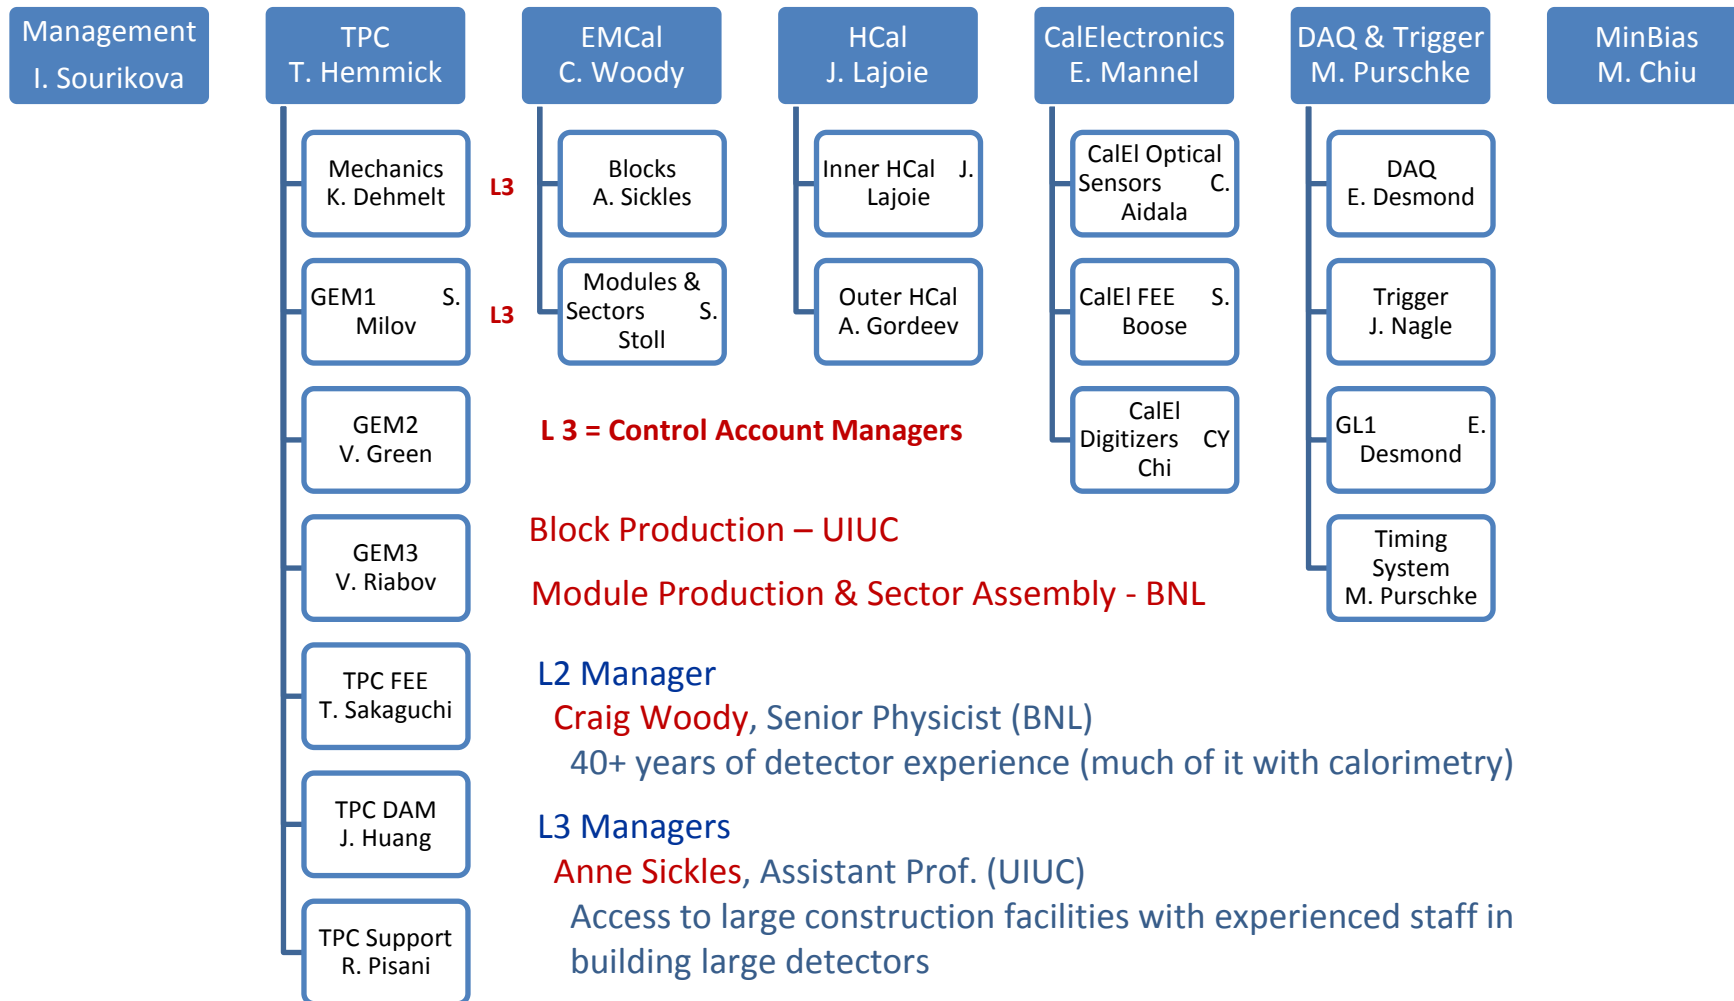 Management
I. Sourikova
TPC
T. Hemmick
EMCal
C. Woody
HCal
J. Lajoie
CalElectronics
E. Mannel
DAQ & Trigger
M. Purschke
MinBias
M. Chiu
Mechanics
K. Dehmelt
GEM1 S.
Milov
GEM2
V. Green
GEM3
V. Riabov
TPC FEE
T. Sakaguchi
TPC DAM
J. Huang
TPC Support
R. Pisani
L3
Blocks
A. Sickles
L3
Modules &
Sectors S.
Stoll
Inner HCal J.
Lajoie
Outer HCal
A. Gordeev
CalEl Optical
Sensors C.
Aidala
CalEl FEE S.
Boose
CalEl
Digitizers CY
Chi
DAQ
E. Desmond
Trigger
J. Nagle
GL1 E.
Desmond
Timing
System
M. Purschke
L 3 = Control Account Managers
Block Production – UIUC
Module Production & Sector Assembly - BNL
L2 Manager
Craig Woody, Senior Physicist (BNL)
40+ years of detector experience (much of it with calorimetry)
L3 Managers
Anne Sickles, Assistant Prof. (UIUC)
Access to large construction facilities with experienced staff in
building large detectors